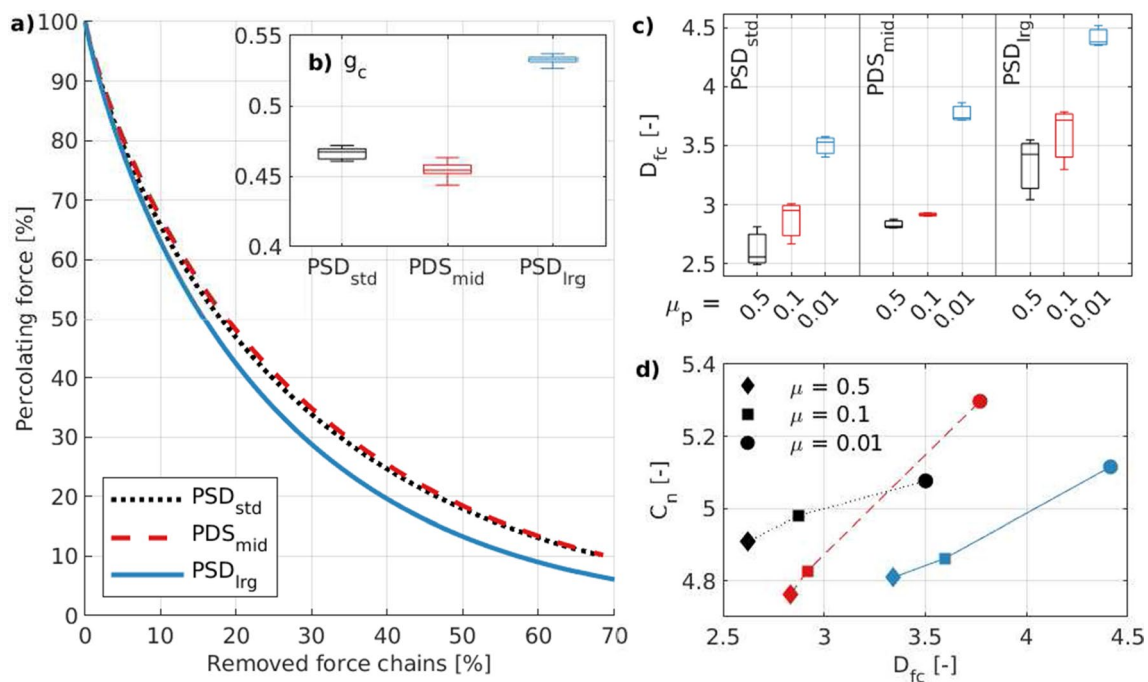 a)
100
90
80
70
60
50
40
30
20
10
0
Percolating force [%]
0 10 20 30 40 50 60 70
Removed force chains [%]
PSD_std
PDS_mid
PSD_lrg
b) g_c
0.55
0.5
0.45
0.4
PSD_std PDS_mid PSD_lrg
c)
4.5
4
3.5
3
2.5
D_fc [-]
PSD_std
PDS_mid
PSD_lrg
μ_p = 0.5 0.1 0.01 0.5 0.1 0.01 0.5 0.1 0.01
d)
5.4
5.2
5
4.8
C_n [-]
μ = 0.5
μ = 0.1
μ = 0.01
2.5 3 3.5 4 4.5
D_fc [-]